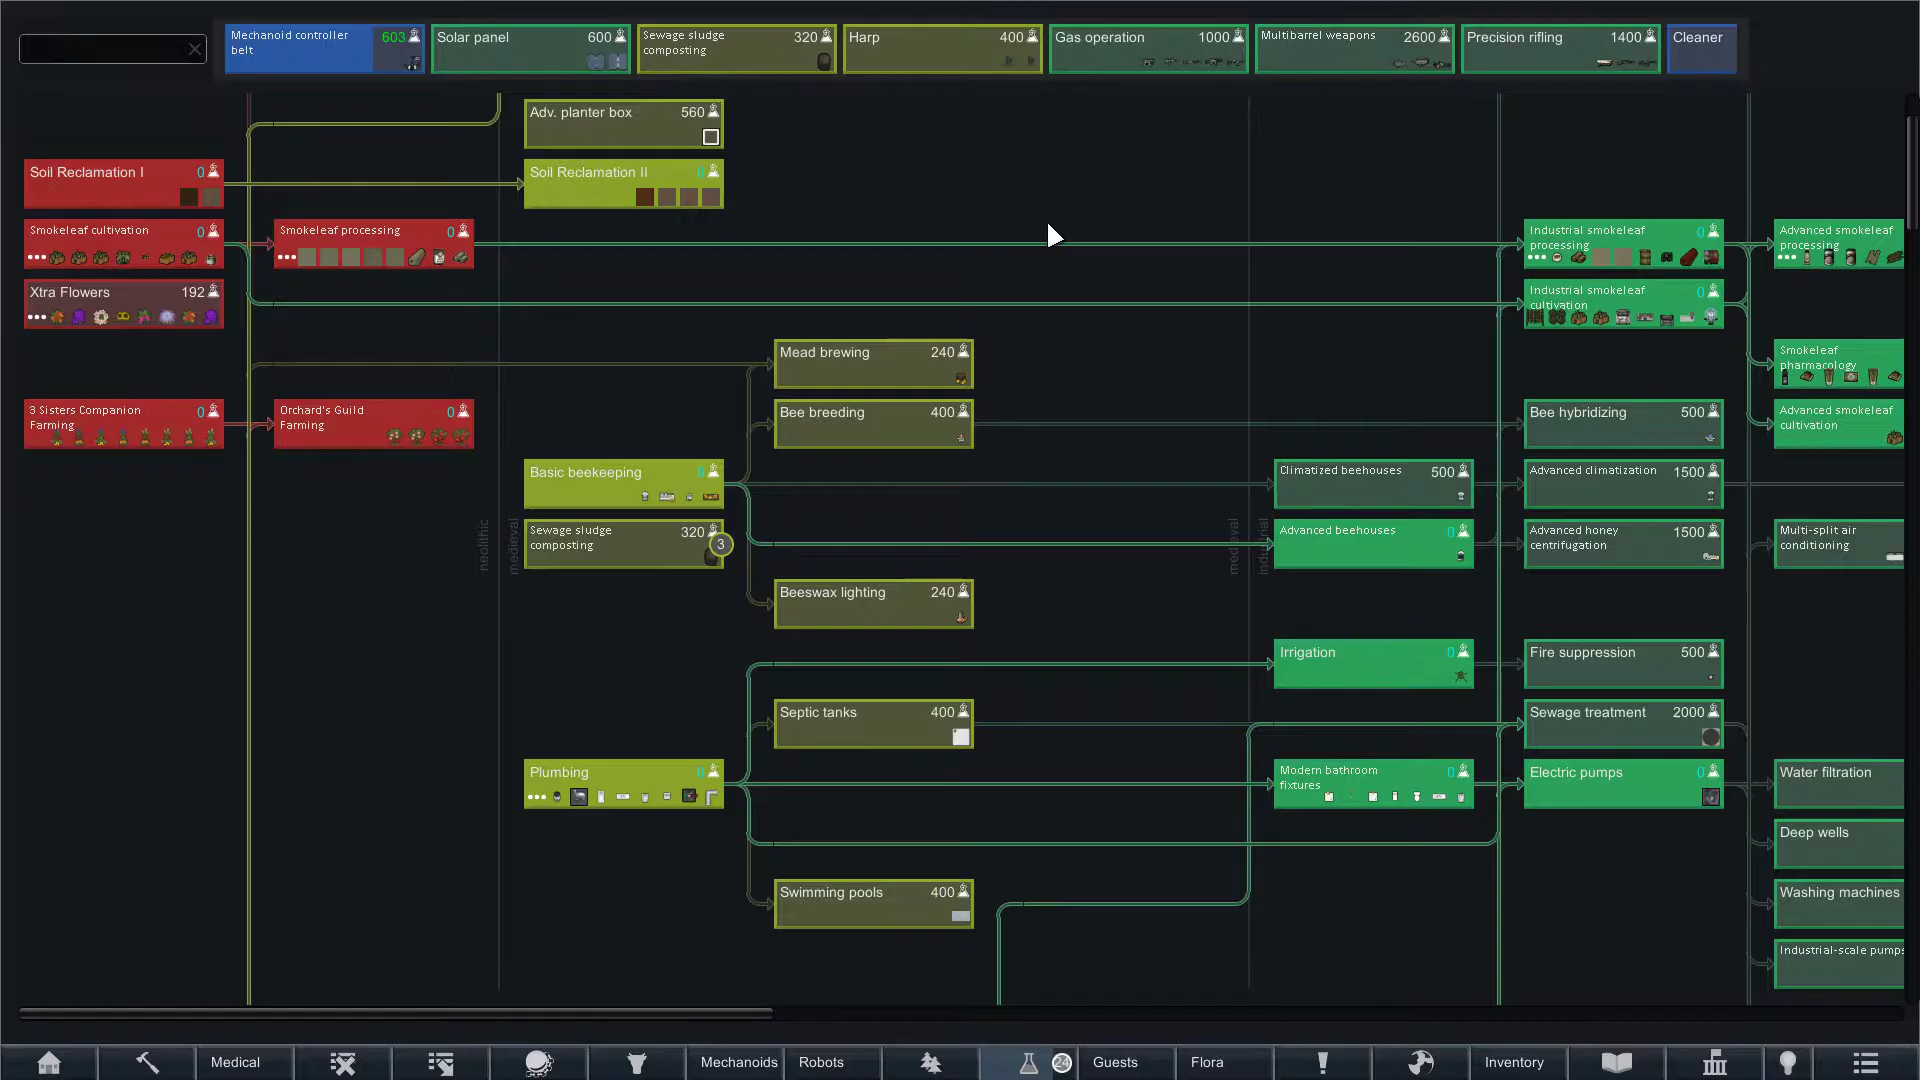 Mechanoid controller belt 603
Solar panel 600
Sewage sludge composting 320
Harp 400
Gas operation 1000
Multibarrel weapons 2600
Precision rifling 1400
Cleaner
Adv. planter box 560
Soil Reclamation I 0
Soil Reclamation II 0
Smokeleaf cultivation 0
Smokeleaf processing 0
Industrial smokeleaf processing 0
Advanced smokeleaf processing
Xtra Flowers 192
Industrial smokeleaf cultivation 0
Mead brewing 240
Smokeleaf pharmacology
3 Sisters Companion Farming 0
Orchard's Guild Farming 0
Bee breeding 400
Bee hybridizing 500
Advanced smokeleaf cultivation
Basic beekeeping 0
Climatized beehouses 500
Advanced climatization 1500
Sewage sludge composting 320
3
Advanced beehouses 0
Advanced honey centrifugation 1500
Multi-split air conditioning
neolithic
medieval
medieval
industrial
Beeswax lighting 240
Irrigation 0
Fire suppression 500
Septic tanks 400
Sewage treatment 2000
Plumbing 0
Modern bathroom fixtures 0
Electric pumps 0
Water filtration
Deep wells
Swimming pools 400
Washing machines
Industrial-scale pumps
Medical
Mechanoids
Robots
24
Guests
Flora
Inventory